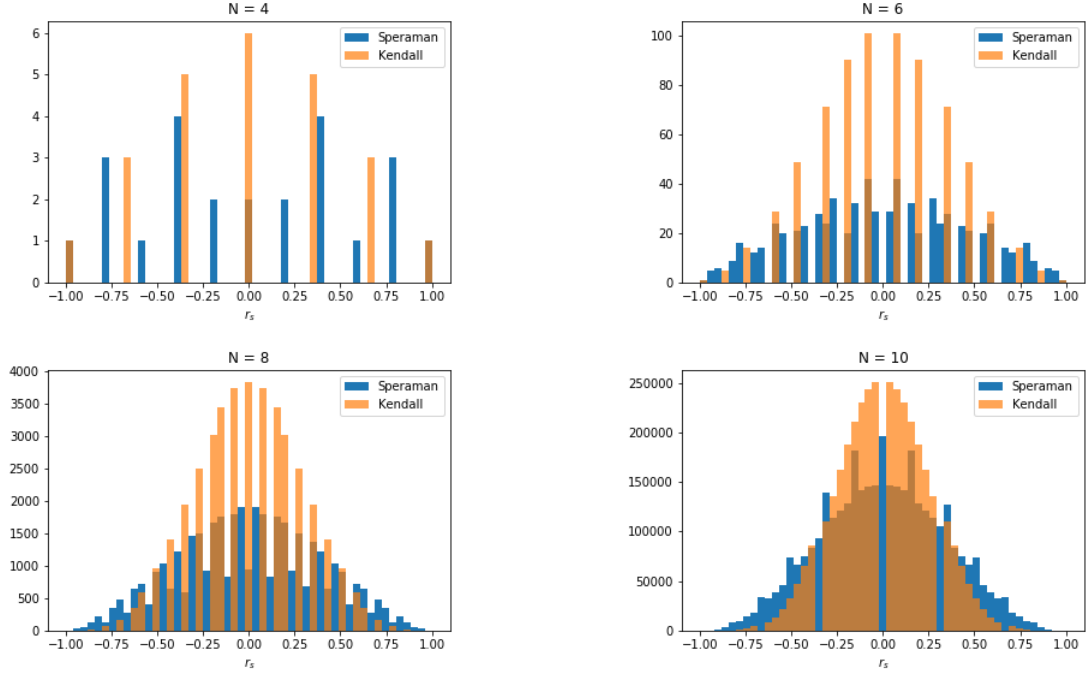 N = 4
6
5
4
3
2
1
0
Speraman
Kendall
−1.00 −0.75 −0.50 −0.25 0.00 0.25 0.50 0.75 1.00
r_s
N = 6
100
80
60
40
20
0
Speraman
Kendall
−1.00 −0.75 −0.50 −0.25 0.00 0.25 0.50 0.75 1.00
r_s
N = 8
4000
3500
3000
2500
2000
1500
1000
500
0
Speraman
Kendall
−1.00 −0.75 −0.50 −0.25 0.00 0.25 0.50 0.75 1.00
r_s
N = 10
250000
200000
150000
100000
50000
0
Speraman
Kendall
−1.00 −0.75 −0.50 −0.25 0.00 0.25 0.50 0.75 1.00
r_s